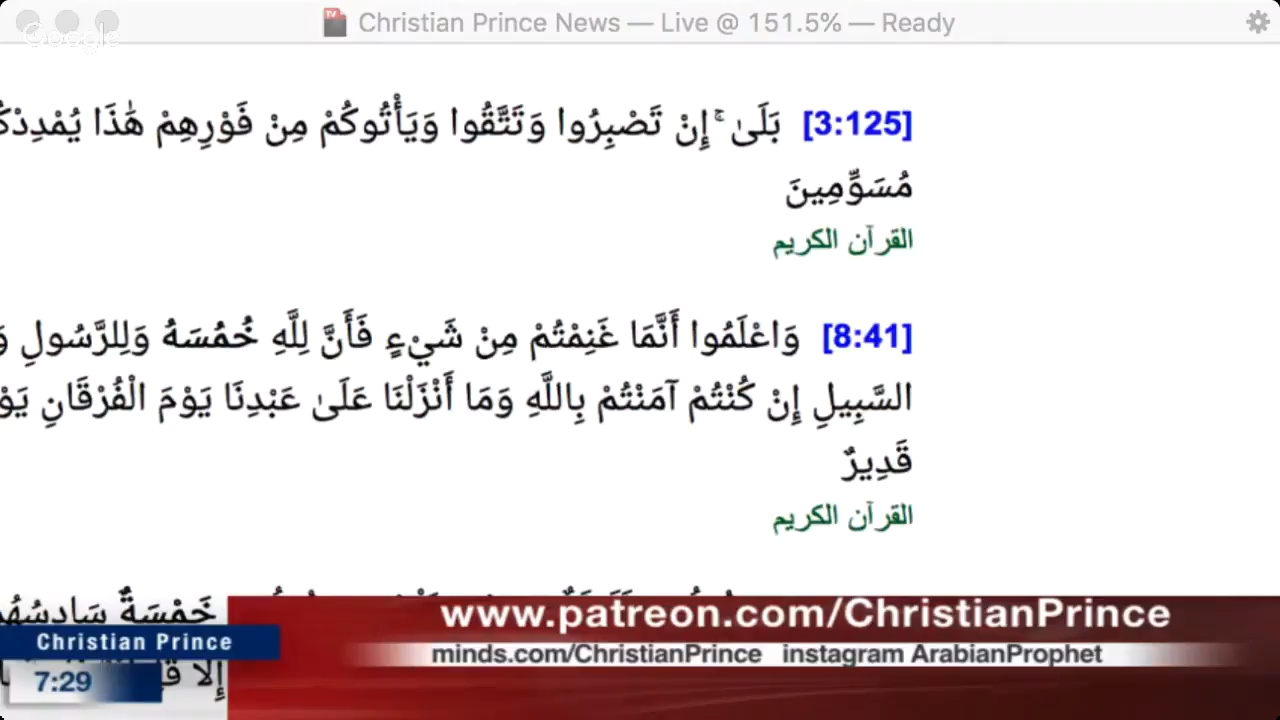 Google
Christian Prince News — Live @ 151.5% — Ready
[3:125] بَلَىٰ ۚ إِنْ تَصْبِرُوا وَتَتَّقُوا وَيَأْتُوكُمْ مِنْ فَوْرِهِمْ هَٰذَا
مُسَوِّمِينَ
القرآن الكريم
[8:41] وَاعْلَمُوا أَنَّمَا غَنِمْتُمْ مِنْ شَيْءٍ فَأَنَّ لِلَّهِ خُمُسَهُ وَلِلرَّسُولِ
السَّبِيلِ إِنْ كُنْتُمْ آمَنْتُمْ بِاللَّهِ وَمَا أَنْزَلْنَا عَلَىٰ عَبْدِنَا يَوْمَ الْفُرْقَانِ
قَدِيرٌ
القرآن الكريم
خَمْسَةٌ
www.patreon.com/ChristianPrince
Christian Prince
minds.com/ChristianPrince instagram ArabianProphet
إِلَّا
7:29